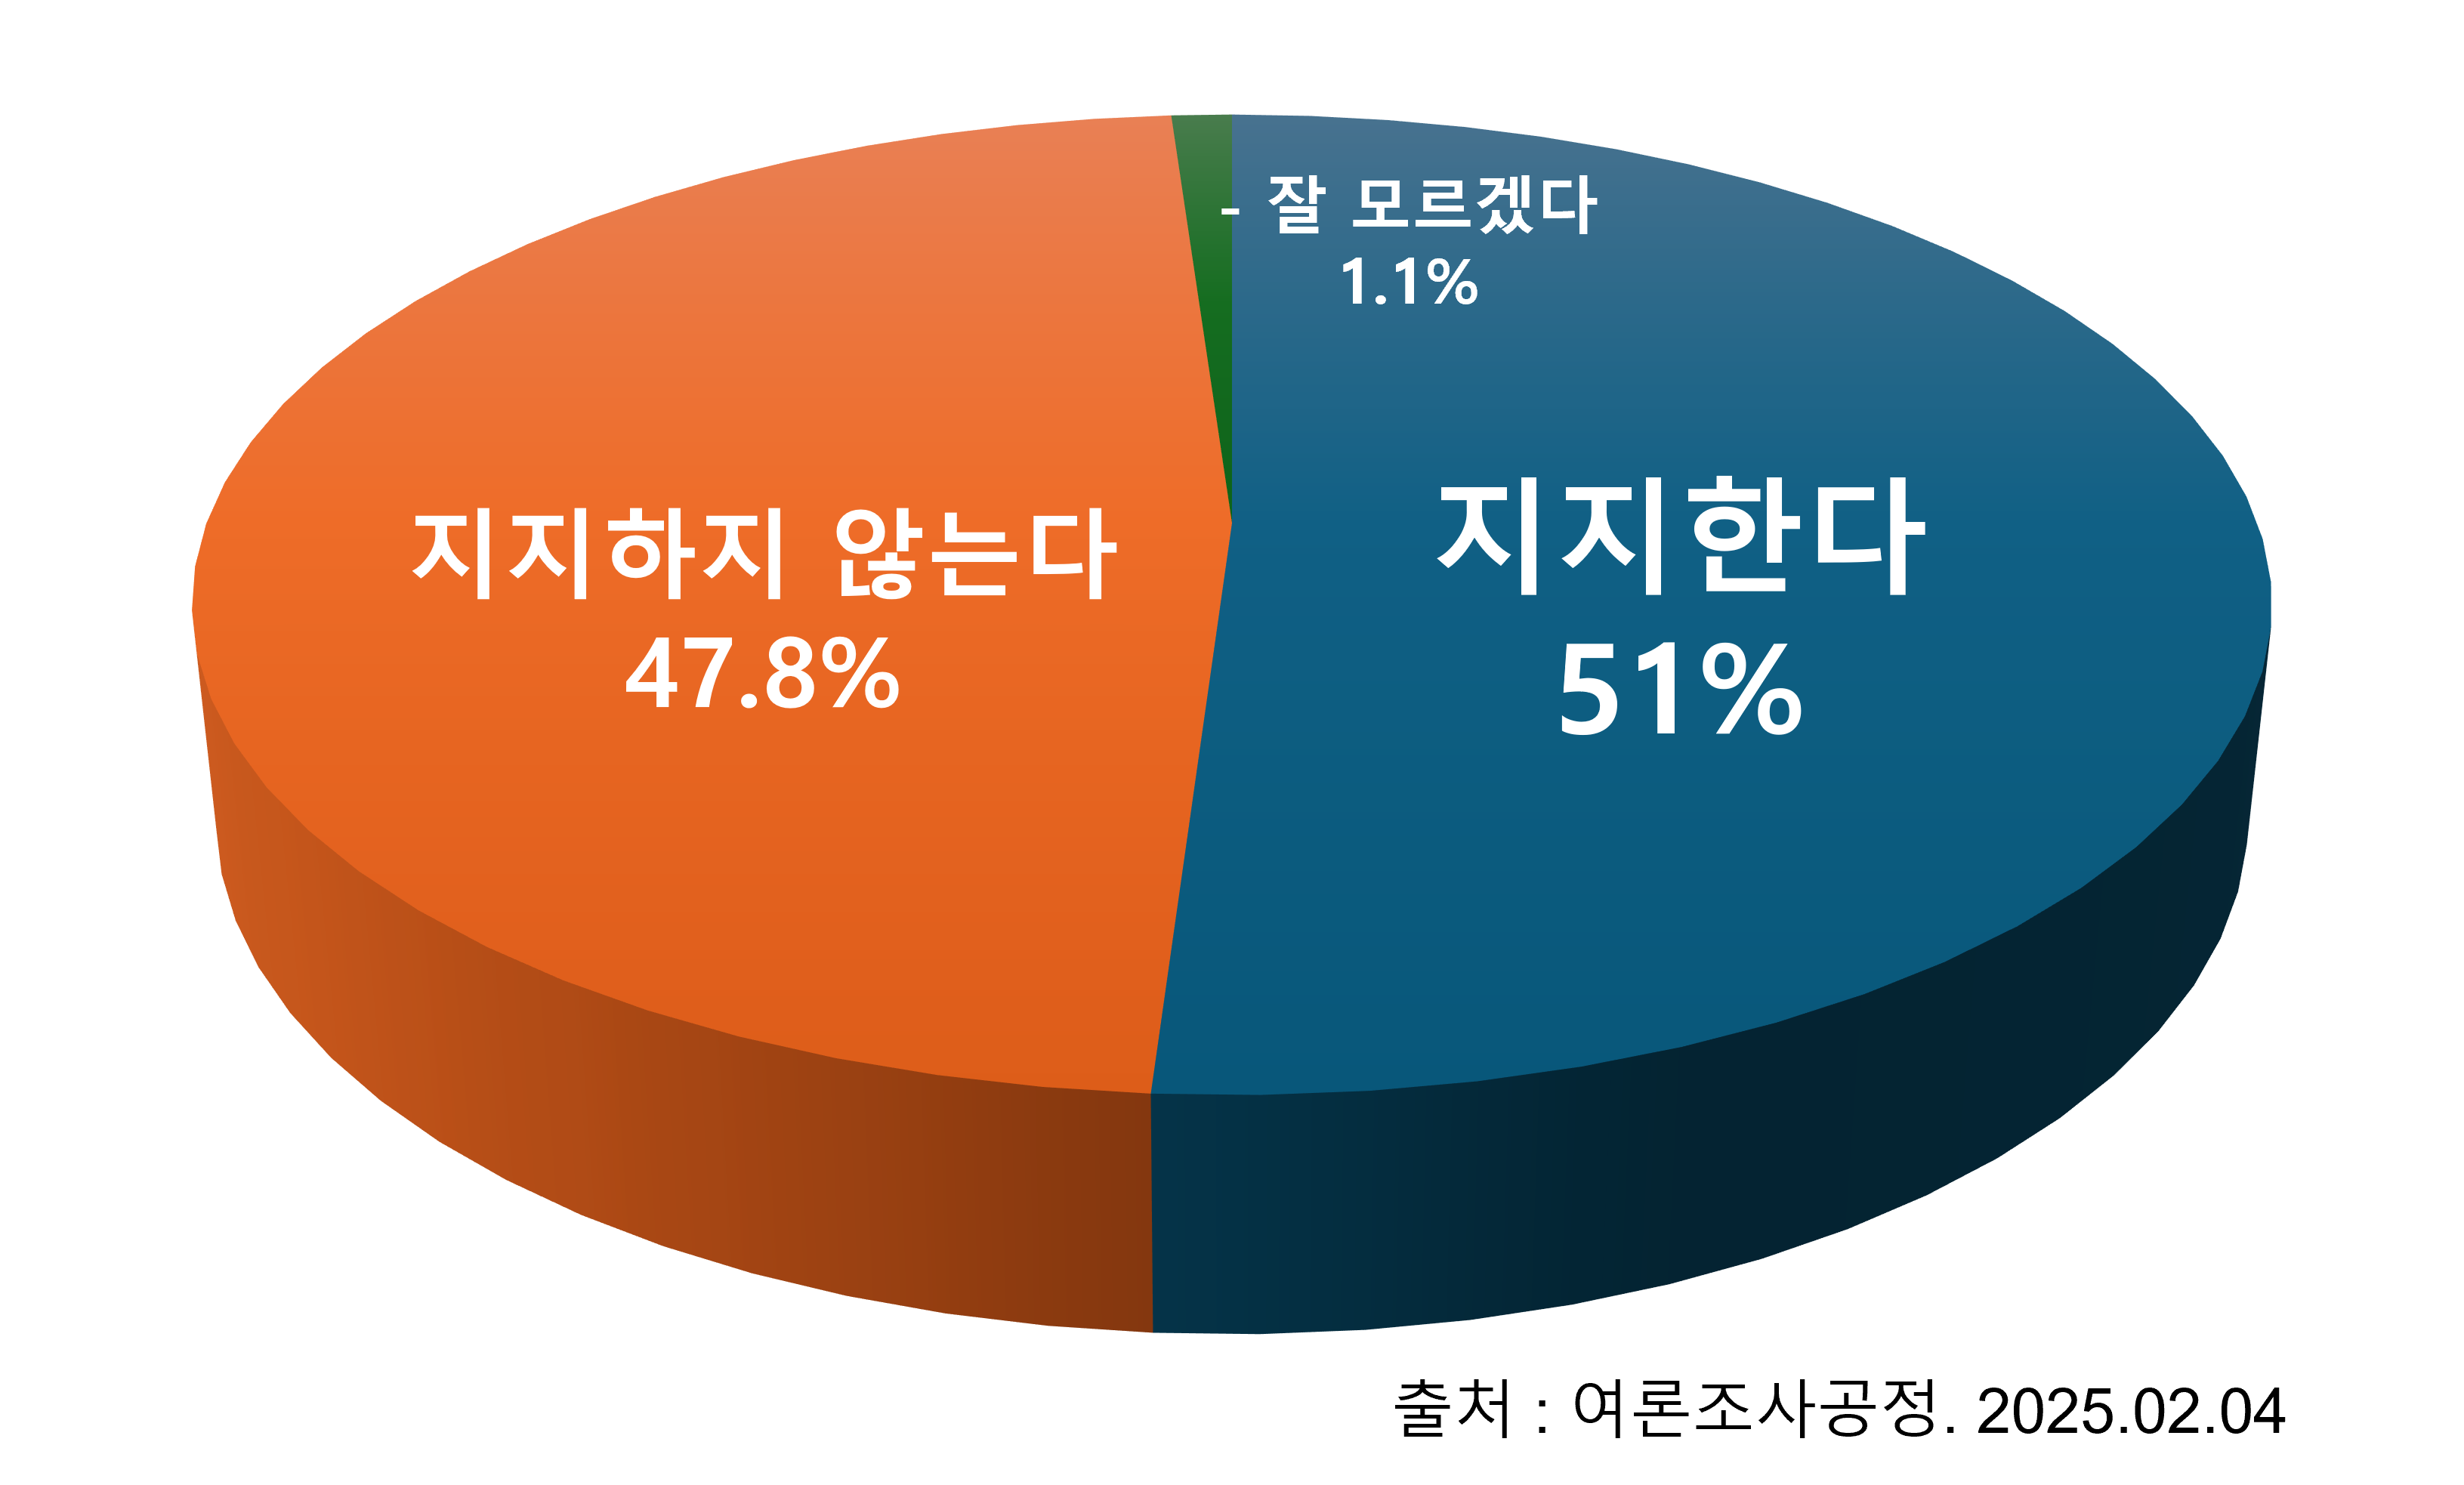 - 잘 모르겠다
1.1%
지지한다
51%
지지하지 않는다
47.8%
출처 : 여론조사공정. 2025.02.04